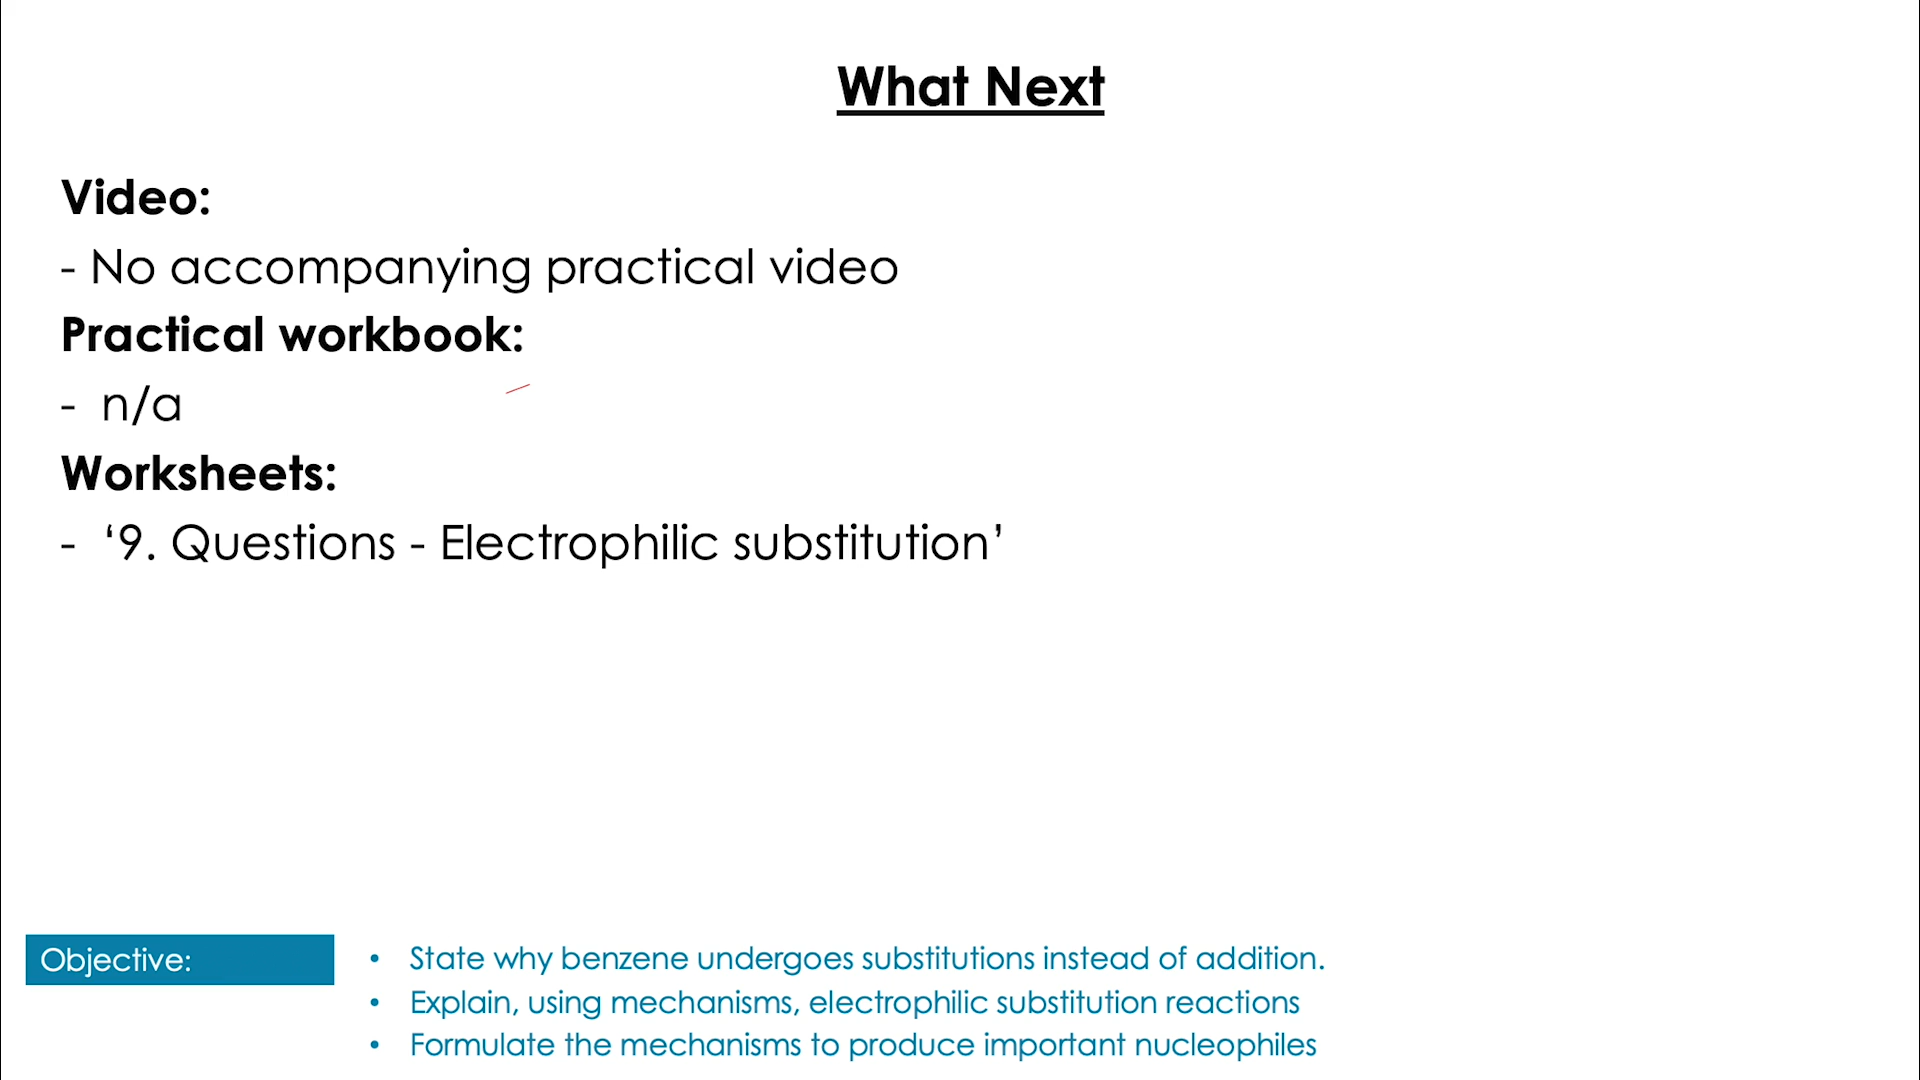 What Next
Video:
- No accompanying practical video
Practical workbook:
- n/a
Worksheets:
- ‘9. Questions - Electrophilic substitution’
Objective:
• State why benzene undergoes substitutions instead of addition.
• Explain, using mechanisms, electrophilic substitution reactions
• Formulate the mechanisms to produce important nucleophiles